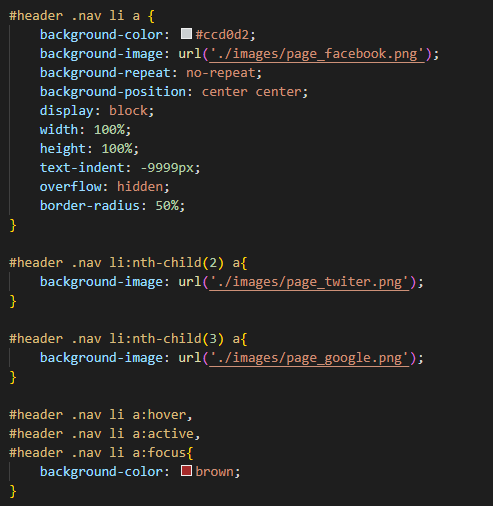 #header .nav li a {
    background-color: #ccd0d2;
    background-image: url('./images/page_facebook.png');
    background-repeat: no-repeat;
    background-position: center center;
    display: block;
    width: 100%;
    height: 100%;
    text-indent: -9999px;
    overflow: hidden;
    border-radius: 50%;
}

#header .nav li:nth-child(2) a{
    background-image: url('./images/page_twiter.png');
}

#header .nav li:nth-child(3) a{
    background-image: url('./images/page_google.png');
}

#header .nav li a:hover,
#header .nav li a:active,
#header .nav li a:focus{
    background-color: brown;
}